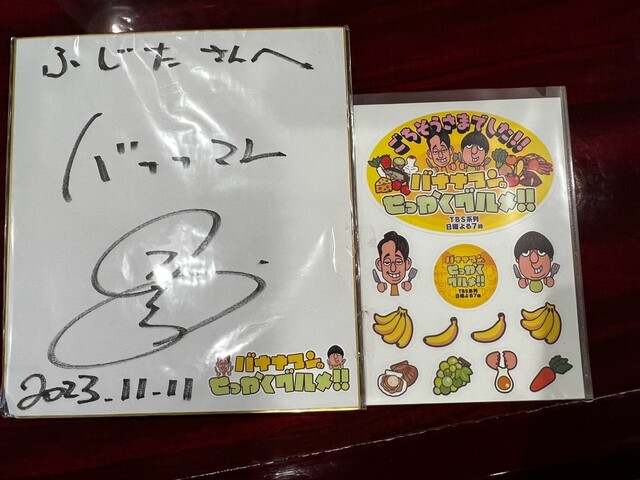 ふじたさんへ
バナナマン
2023.11.11
バナナマンの
せっかくグルメ!!
ごちそうさまでした!!!
バナナマンの
せっかくグルメ!!
TBS系列
日曜よる7時
バナナマンの
せっかくグルメ!!
TBS系列
日曜よる7時